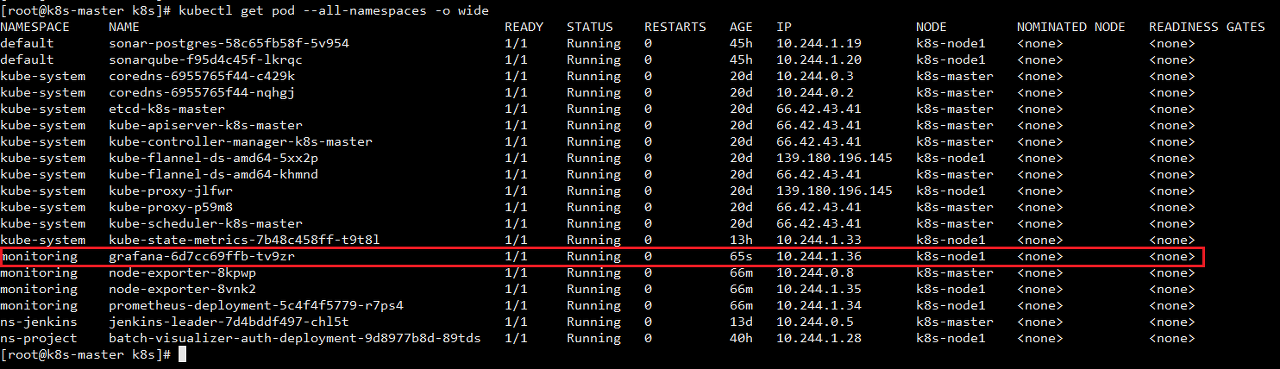 [root@k8s-master k8s]# kubectl get pod --all-namespaces -o wide
NAMESPACE NAME READY STATUS RESTARTS AGE IP NODE NOMINATED NODE READINESS GATES
default sonar-postgres-58c65fb58f-5v954 1/1 Running 0 45h 10.244.1.19 k8s-node1 <none> <none>
default sonarqube-f95d4c45f-lkrqc 1/1 Running 0 45h 10.244.1.20 k8s-node1 <none> <none>
kube-system coredns-6955765f44-c429k 1/1 Running 0 20d 10.244.0.3 k8s-master <none> <none>
kube-system coredns-6955765f44-nqhgj 1/1 Running 0 20d 10.244.0.2 k8s-master <none> <none>
kube-system etcd-k8s-master 1/1 Running 0 20d 66.42.43.41 k8s-master <none> <none>
kube-system kube-apiserver-k8s-master 1/1 Running 0 20d 66.42.43.41 k8s-master <none> <none>
kube-system kube-controller-manager-k8s-master 1/1 Running 0 20d 66.42.43.41 k8s-master <none> <none>
kube-system kube-flannel-ds-amd64-5xx2p 1/1 Running 0 20d 139.180.196.145 k8s-node1 <none> <none>
kube-system kube-flannel-ds-amd64-khmnd 1/1 Running 0 20d 66.42.43.41 k8s-master <none> <none>
kube-system kube-proxy-jlfwr 1/1 Running 0 20d 139.180.196.145 k8s-node1 <none> <none>
kube-system kube-proxy-p59m8 1/1 Running 0 20d 66.42.43.41 k8s-master <none> <none>
kube-system kube-scheduler-k8s-master 1/1 Running 0 20d 66.42.43.41 k8s-master <none> <none>
kube-system kube-state-metrics-7b48c458ff-t9t8l 1/1 Running 0 13h 10.244.1.33 k8s-node1 <none> <none>
monitoring grafana-6d7cc69ffb-tv9zr 1/1 Running 0 65s 10.244.1.36 k8s-node1 <none> <none>
monitoring node-exporter-8kpwp 1/1 Running 0 66m 10.244.0.8 k8s-master <none> <none>
monitoring node-exporter-8vnk2 1/1 Running 0 66m 10.244.1.35 k8s-node1 <none> <none>
monitoring prometheus-deployment-5c4f4f5779-r7ps4 1/1 Running 0 66m 10.244.1.34 k8s-node1 <none> <none>
ns-jenkins jenkins-leader-7d4bddf497-chl5t 1/1 Running 0 13d 10.244.0.5 k8s-master <none> <none>
ns-project batch-visualizer-auth-deployment-9d8977b8d-89tds 1/1 Running 0 40h 10.244.1.28 k8s-node1 <none> <none>
[root@k8s-master k8s]#